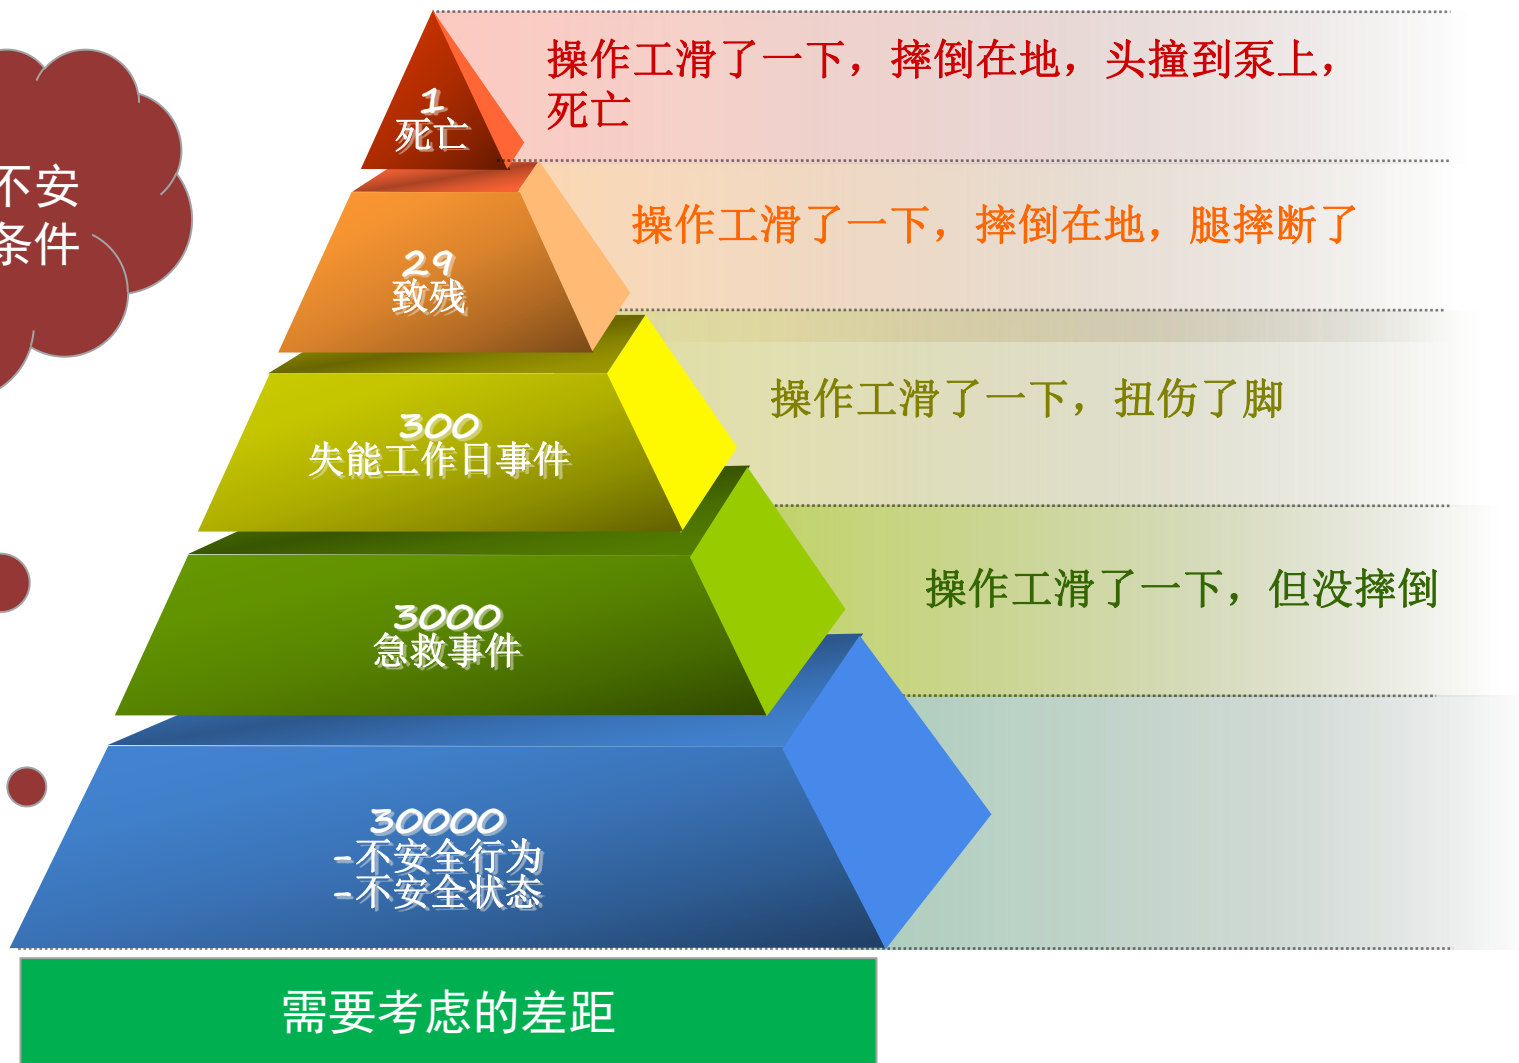 操作工滑了一下，摔倒在地，头撞到泵上，
死亡
1
死亡
不安
条件
操作工滑了一下，摔倒在地，腿摔断了
29
致残
操作工滑了一下，扭伤了脚
300
失能工作日事件
操作工滑了一下，但没摔倒
3000
急救事件
30000
-不安全行为
-不安全状态
需要考虑的差距